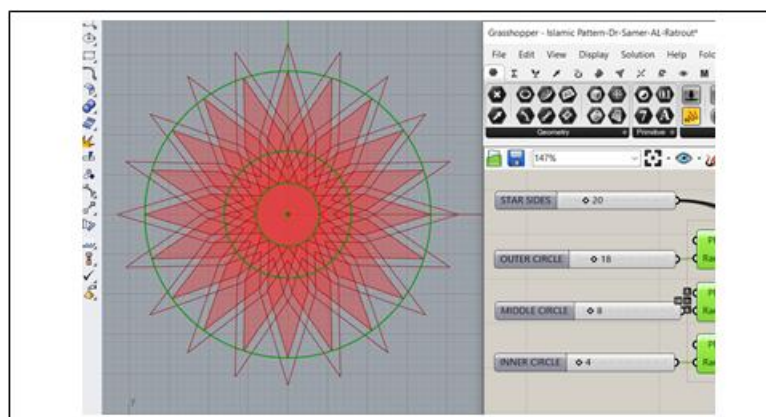 Grasshopper - Islamic Pattern-Dr-Samer-AL-Ratrout*
File Edit View Display Solution Help
M
Geometry
Primitive
147%
STAR SIDES 20
OUTER CIRCLE 18
MIDDLE CIRCLE 8
INNER CIRCLE 4